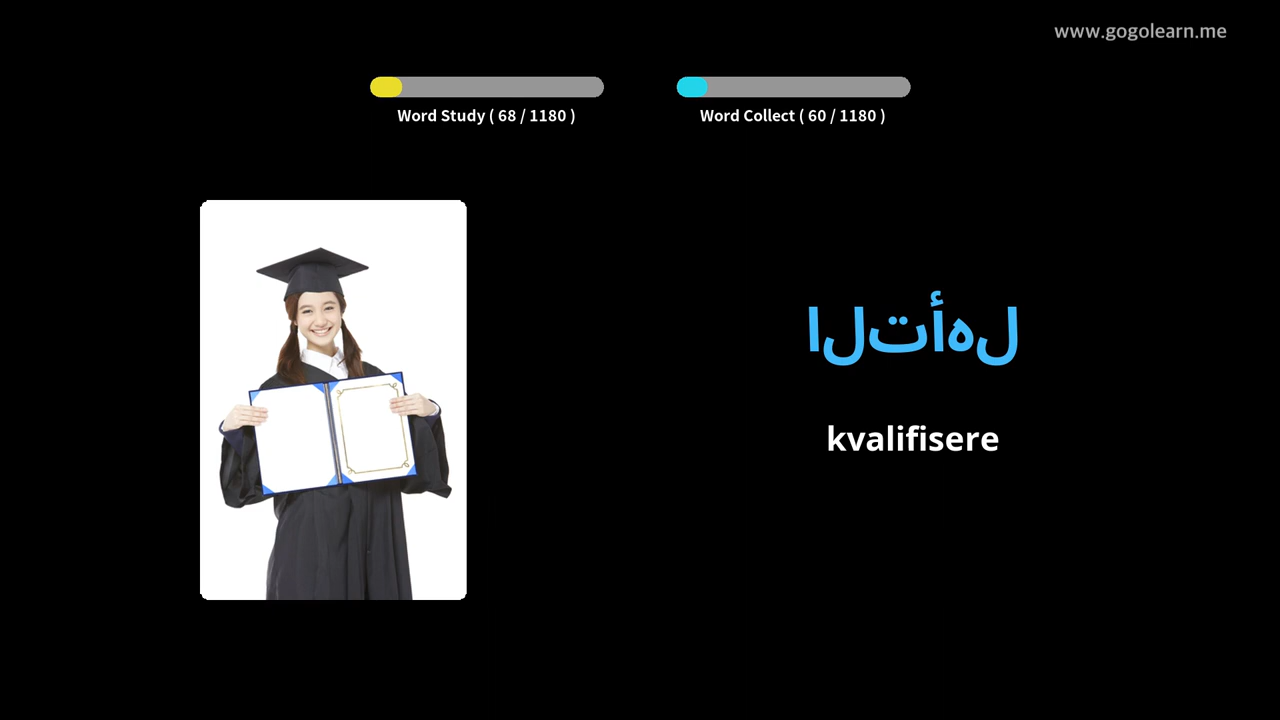 www.gogolearn.me
Word Study ( 68 / 1180 )
Word Collect ( 60 / 1180 )
التأهل
kvalifisere